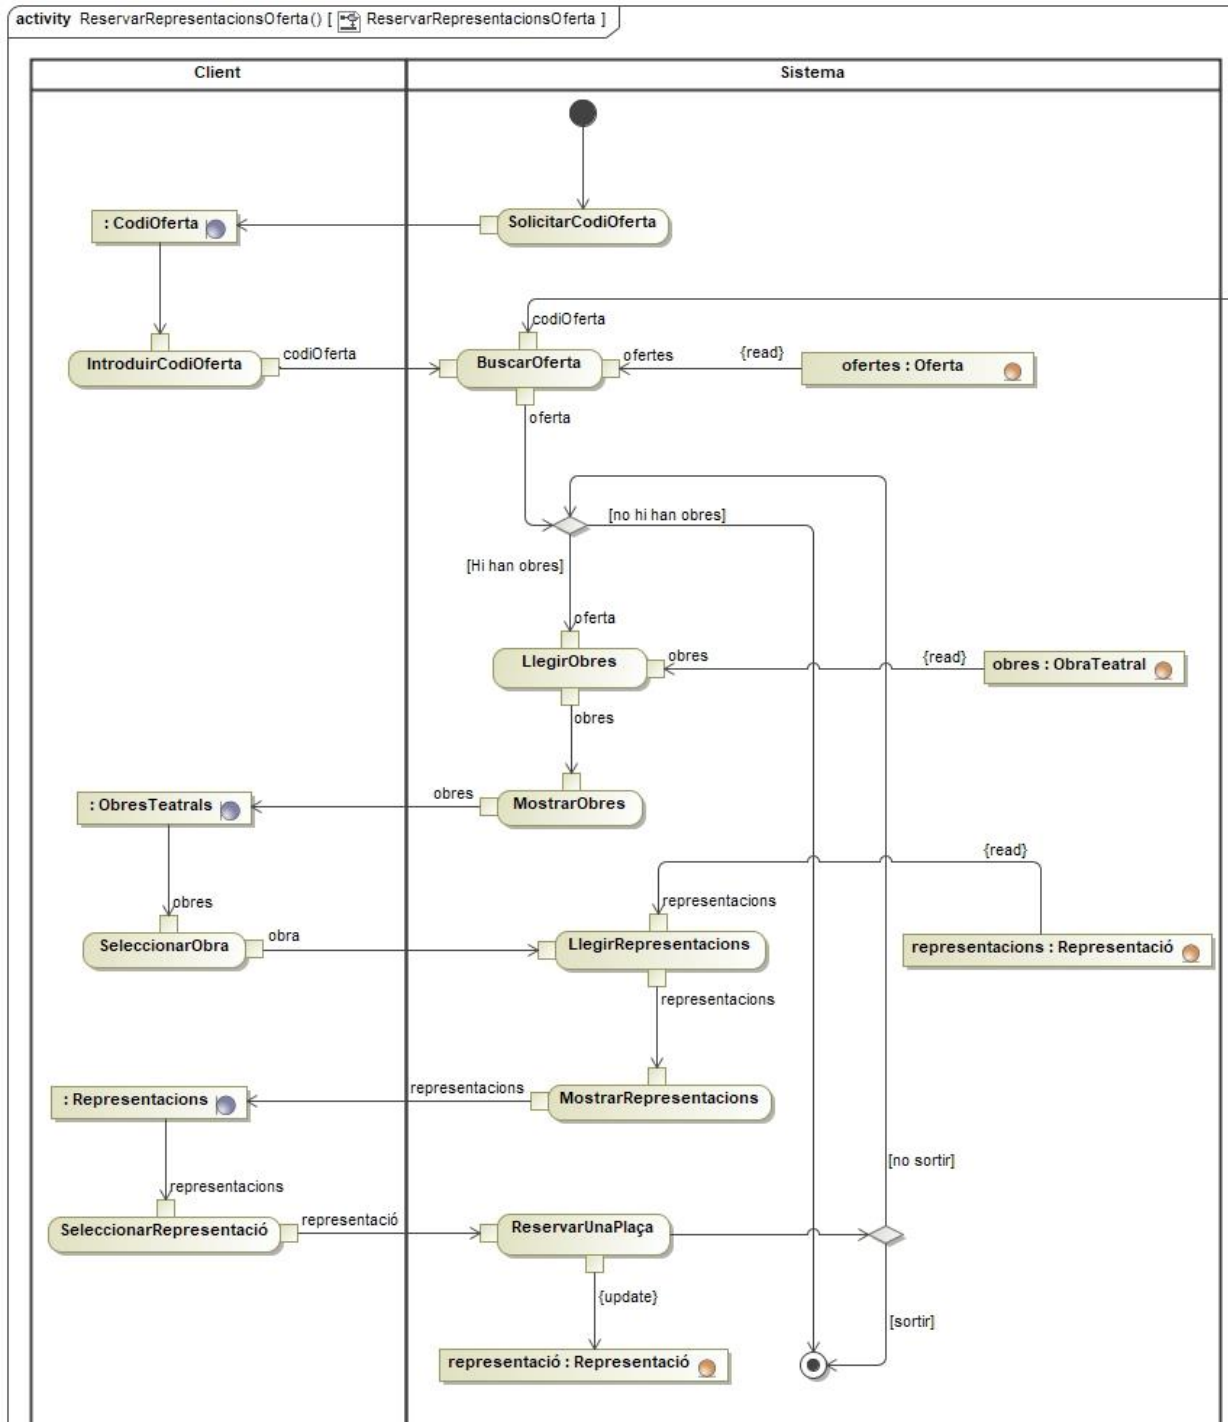 activity ReservarRepresentacionsOferta() [ ReservarRepresentacionsOferta ]
Client
Sistema
: CodiOferta
SolicitarCodiOferta
codiOferta
IntroduirCodiOferta
codiOferta
BuscarOferta
ofertes
{read}
ofertes : Oferta
oferta
[no hi han obres]
[Hi han obres]
oferta
LlegirObres
obres
{read}
obres : ObraTeatral
obres
: ObresTeatrals
obres
MostrarObres
{read}
obres
representacions
SeleccionarObra
obra
LlegirRepresentacions
representacions : Representació
representacions
: Representacions
representacions
MostrarRepresentacions
[no sortir]
representacions
SeleccionarRepresentació
representació
ReservarUnaPlaça
{update}
[sortir]
representació : Representació